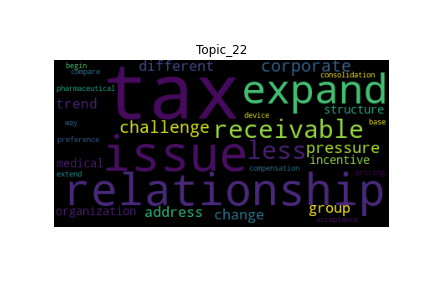 Topic_22
begin
different
corporate
compare
consolidation
tax
expand
pharmaceutical
trend
structure
device
base
challenge
receivable
way
preference
issue
less
pressure
medical
incentive
extend
compensation
pricing
relationship
organization
address
change
group
acceptance